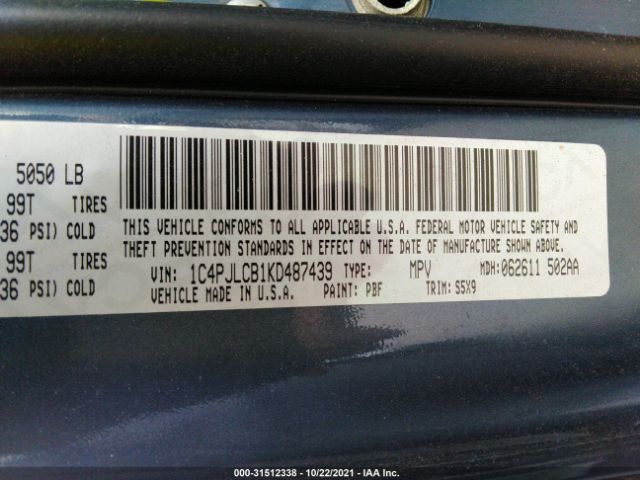 5050 LB
99T TIRES
36 PSI) COLD
99T TIRES
36 PSI) COLD
THIS VEHICLE CONFORMS TO ALL APPLICABLE U.S.A. FEDERAL MOTOR VEHICLE SAFETY AND
THEFT PREVENTION STANDARDS IN EFFECT ON THE DATE OF MANUFACTURE SHOWN ABOVE.
VIN: 1C4PJLCB1KD487439 TYPE: MPV MDH:062611 502AA
VEHICLE MADE IN U.S.A. PAINT: PBF TRIM: S5X9
000-31512338 - 10/22/2021 - IAA Inc.